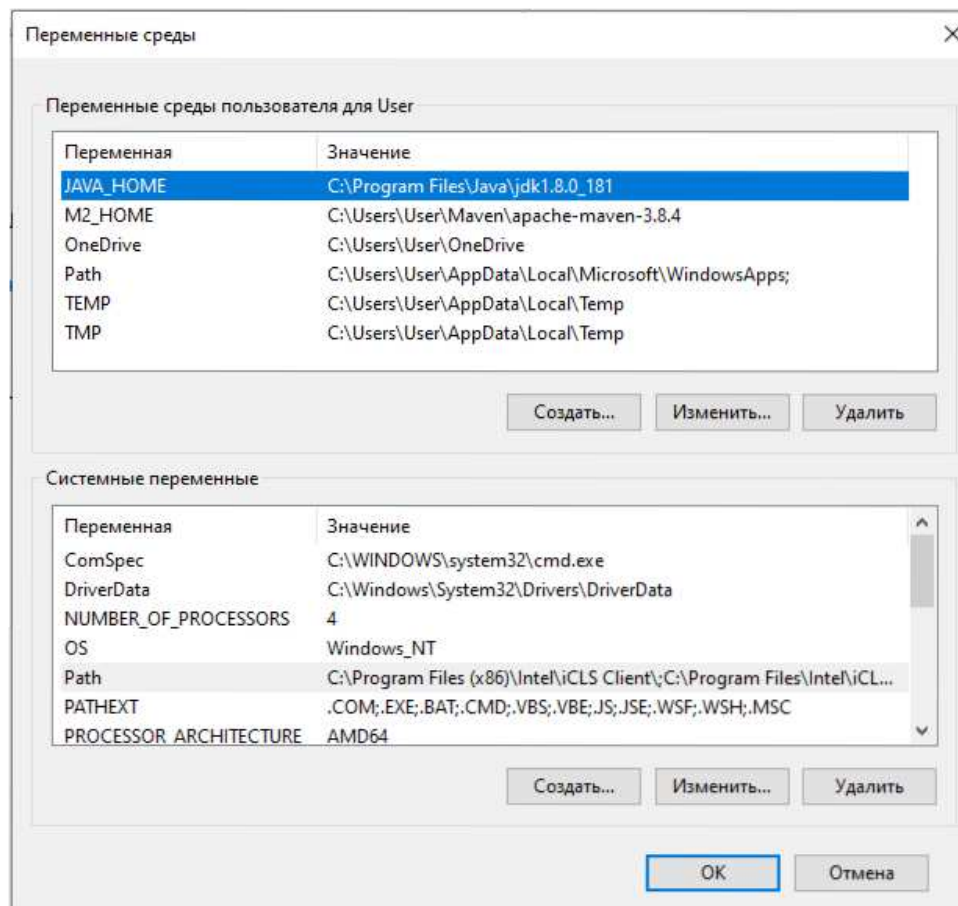 Переменные среды
Переменные среды пользователя для User
Переменная Значение
JAVA_HOME C:\Program Files\Java\jdk1.8.0_181
M2_HOME C:\Users\User\Maven\apache-maven-3.8.4
OneDrive C:\Users\User\OneDrive
Path C:\Users\User\AppData\Local\Microsoft\WindowsApps;
TEMP C:\Users\User\AppData\Local\Temp
TMP C:\Users\User\AppData\Local\Temp
Создать... Изменить... Удалить
Системные переменные
Переменная Значение
ComSpec C:\WINDOWS\system32\cmd.exe
DriverData C:\Windows\System32\Drivers\DriverData
NUMBER_OF_PROCESSORS 4
OS Windows_NT
Path C:\Program Files (x86)\Intel\iCLS Client\;C:\Program Files\Intel\iCL...
PATHEXT .COM;.EXE;.BAT;.CMD;.VBS;.VBE;.JS;.JSE;.WSF;.WSH;.MSC
PROCESSOR_ARCHITECTURE AMD64
Создать... Изменить... Удалить
ОК Отмена